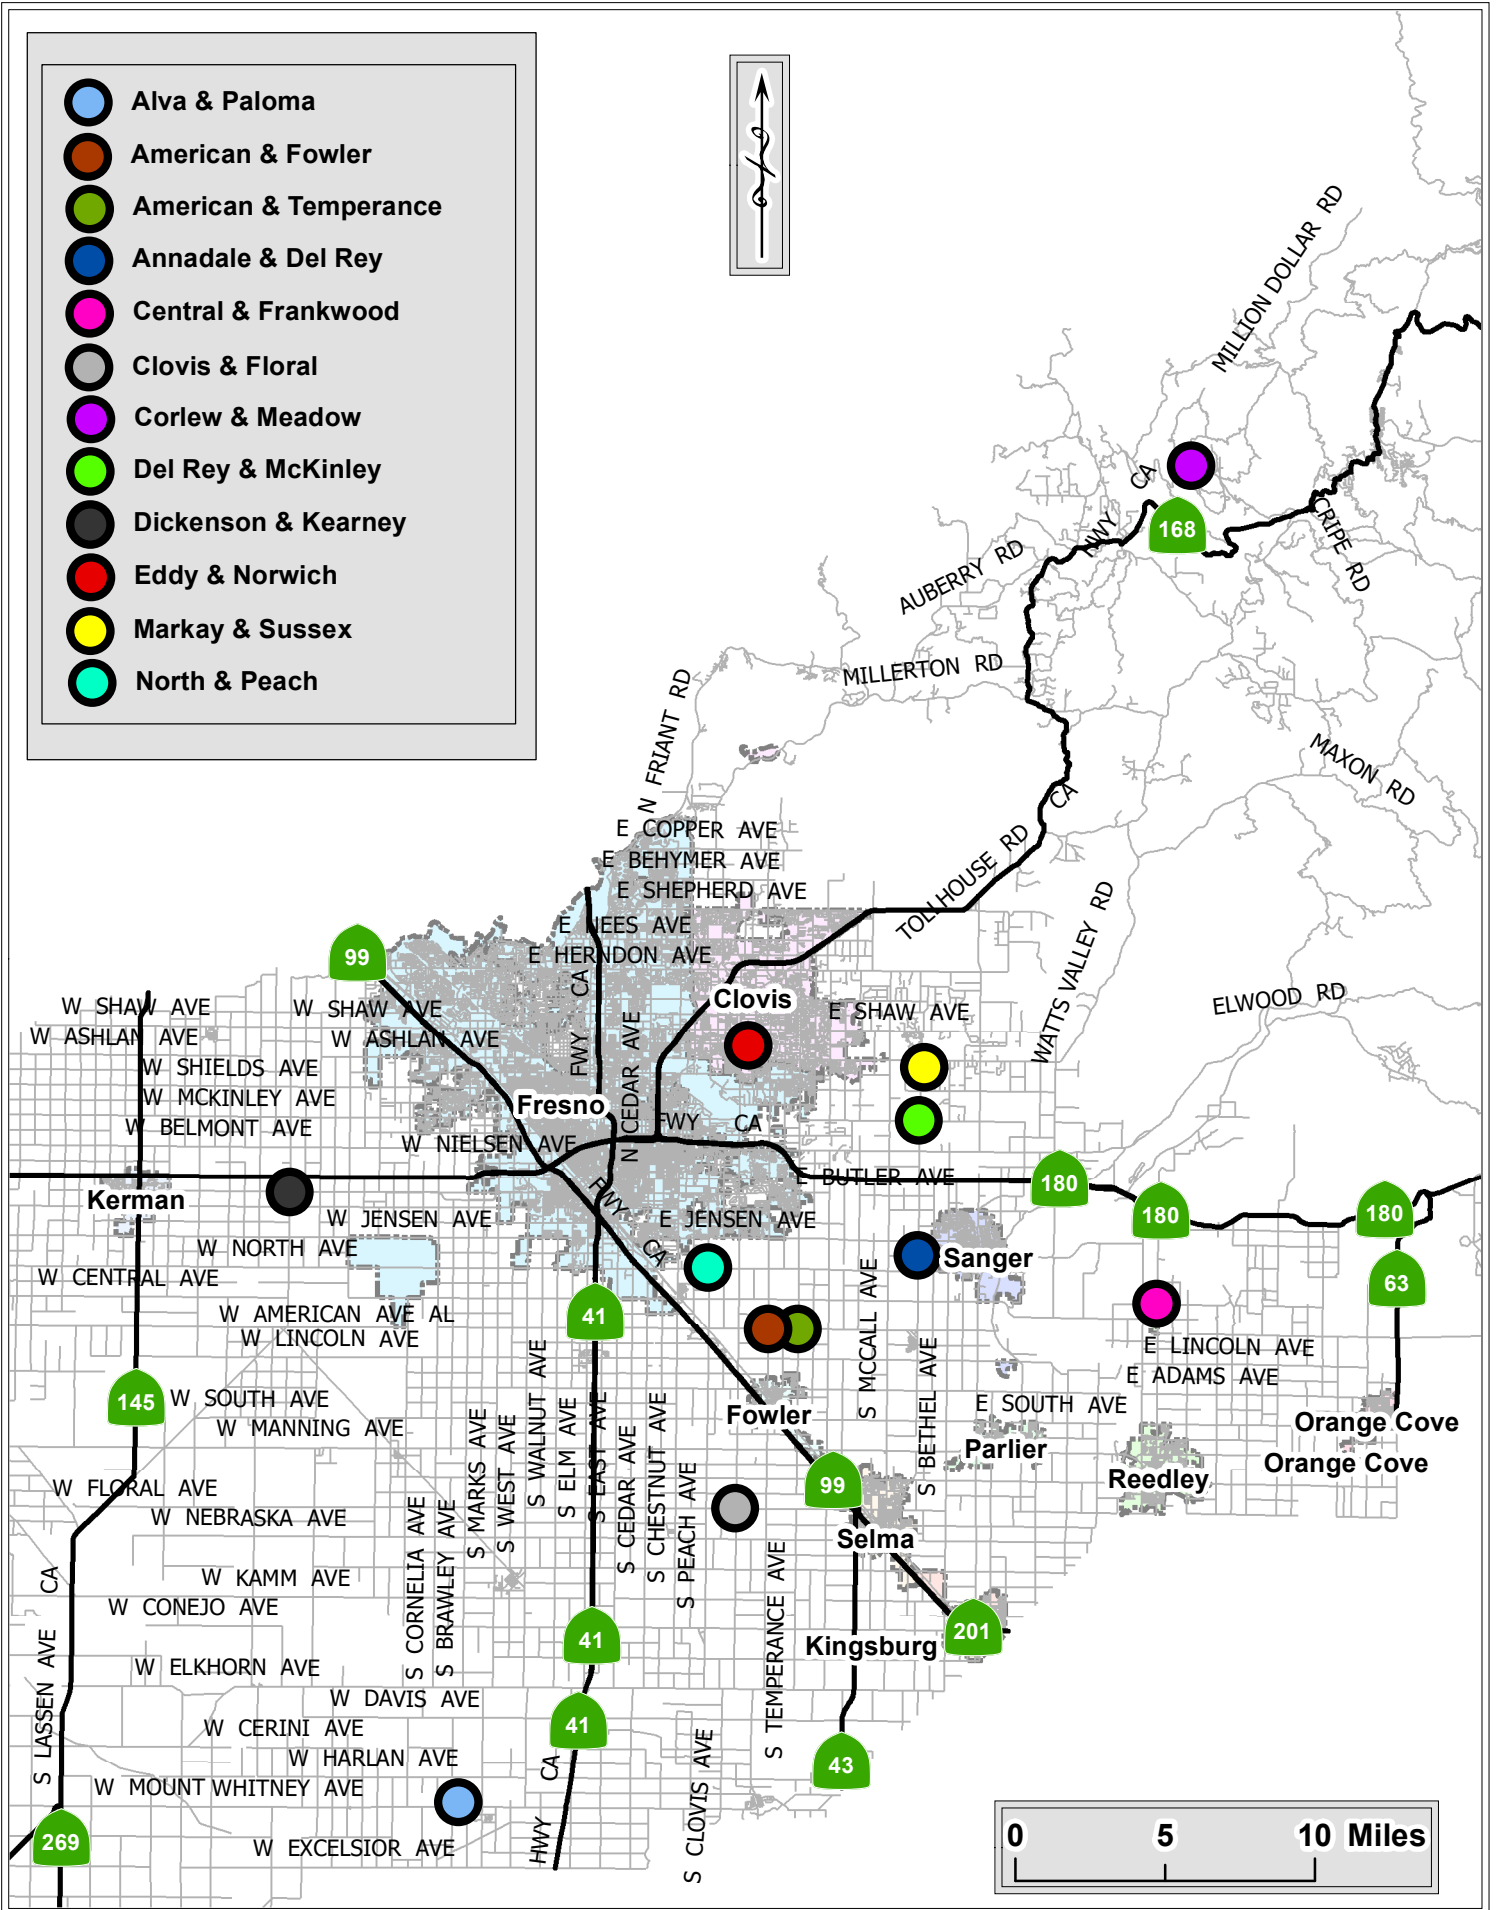 Alva & Paloma
American & Fowler
American & Temperance
Annadale & Del Rey
Central & Frankwood
Clovis & Floral
Corlew & Meadow
Del Rey & McKinley
Dickenson & Kearney
Eddy & Norwich
Markay & Sussex
North & Peach
MILLION DOLLAR RD
CA
HWY
168
CRIPE RD
AUBERRY RD
MILLERTON RD
N FRIANT RD
MAXON RD
CA
TOLLHOUSE RD
E COPPER AVE
E BEHYMER AVE
E SHEPHERD AVE
E NEES AVE
E HERNDON AVE
WATTS VALLEY RD
ELWOOD RD
99
CA
FWY
Clovis
W SHAW AVE
W SHAW AVE
E SHAW AVE
W ASHLAN AVE
W ASHLAN AVE
W SHIELDS AVE
W MCKINLEY AVE
W BELMONT AVE
N CEDAR AVE
Fresno
FWY
CA
W NIELSEN AVE
E BUTLER AVE
180
180
180
Kerman
FWY
CA
W JENSEN AVE
E JENSEN AVE
W NORTH AVE
W CENTRAL AVE
Sanger
63
W AMERICAN AVE AL
W LINCOLN AVE
41
S MCCALL AVE
E LINCOLN AVE
E ADAMS AVE
145
W SOUTH AVE
W MANNING AVE
Fowler
E SOUTH AVE
Parlier
Orange Cove
Orange Cove
Reedley
S BETHEL AVE
S WALNUT AVE
S ELM AVE
S EAST AVE
S CEDAR AVE
S CHESTNUT AVE
S PEACH AVE
S MARKS AVE
S WEST AVE
W FLORAL AVE
W NEBRASKA AVE
99
Selma
S CORNELIA AVE
S BRAWLEY AVE
CA
W KAMM AVE
W CONEJO AVE
S TEMPERANCE AVE
41
Kingsburg
201
S LASSEN AVE
W ELKHORN AVE
W DAVIS AVE
W CERINI AVE
W HARLAN AVE
41
43
W MOUNT WHITNEY AVE
CA
HWY
S CLOVIS AVE
269
W EXCELSIOR AVE
0 5 10 Miles